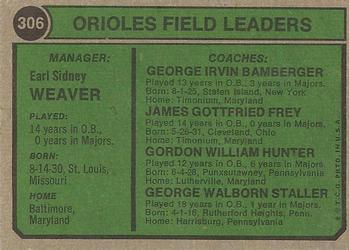 306
ORIOLES FIELD LEADERS
MANAGER:
Earl Sidney
WEAVER
PLAYED:
14 years in O.B.,
0 years in Majors.
BORN:
8-14-30, St. Louis,
Missouri
HOME
Baltimore,
Maryland
COACHES:
GEORGE IRVIN BAMBERGER
Played 13 years in O.B., 3 years in Majors.
Born: 8-1-25, Staten Island, New York
Home: Timonium, Maryland
JAMES GOTTFRIED FREY
Played 14 years in O.B., 0 years in Majors.
Born: 5-26-31, Cleveland, Ohio
Home: Timonium, Maryland
GORDON WILLIAM HUNTER
Played 12 years in O.B., 6 years in Majors.
Born: 6-4-28, Punxsutawney, Pennsylvania
Home: Lutherville, Maryland
GEORGE WALBORN STALLER
Played 18 years in O.B., 1 year in Majors.
Born: 4-1-16, Rutherford Heights, Penn.
Home: Harrisburg, Pennsylvania
© T.C.G. PRTD. IN U.S.A.